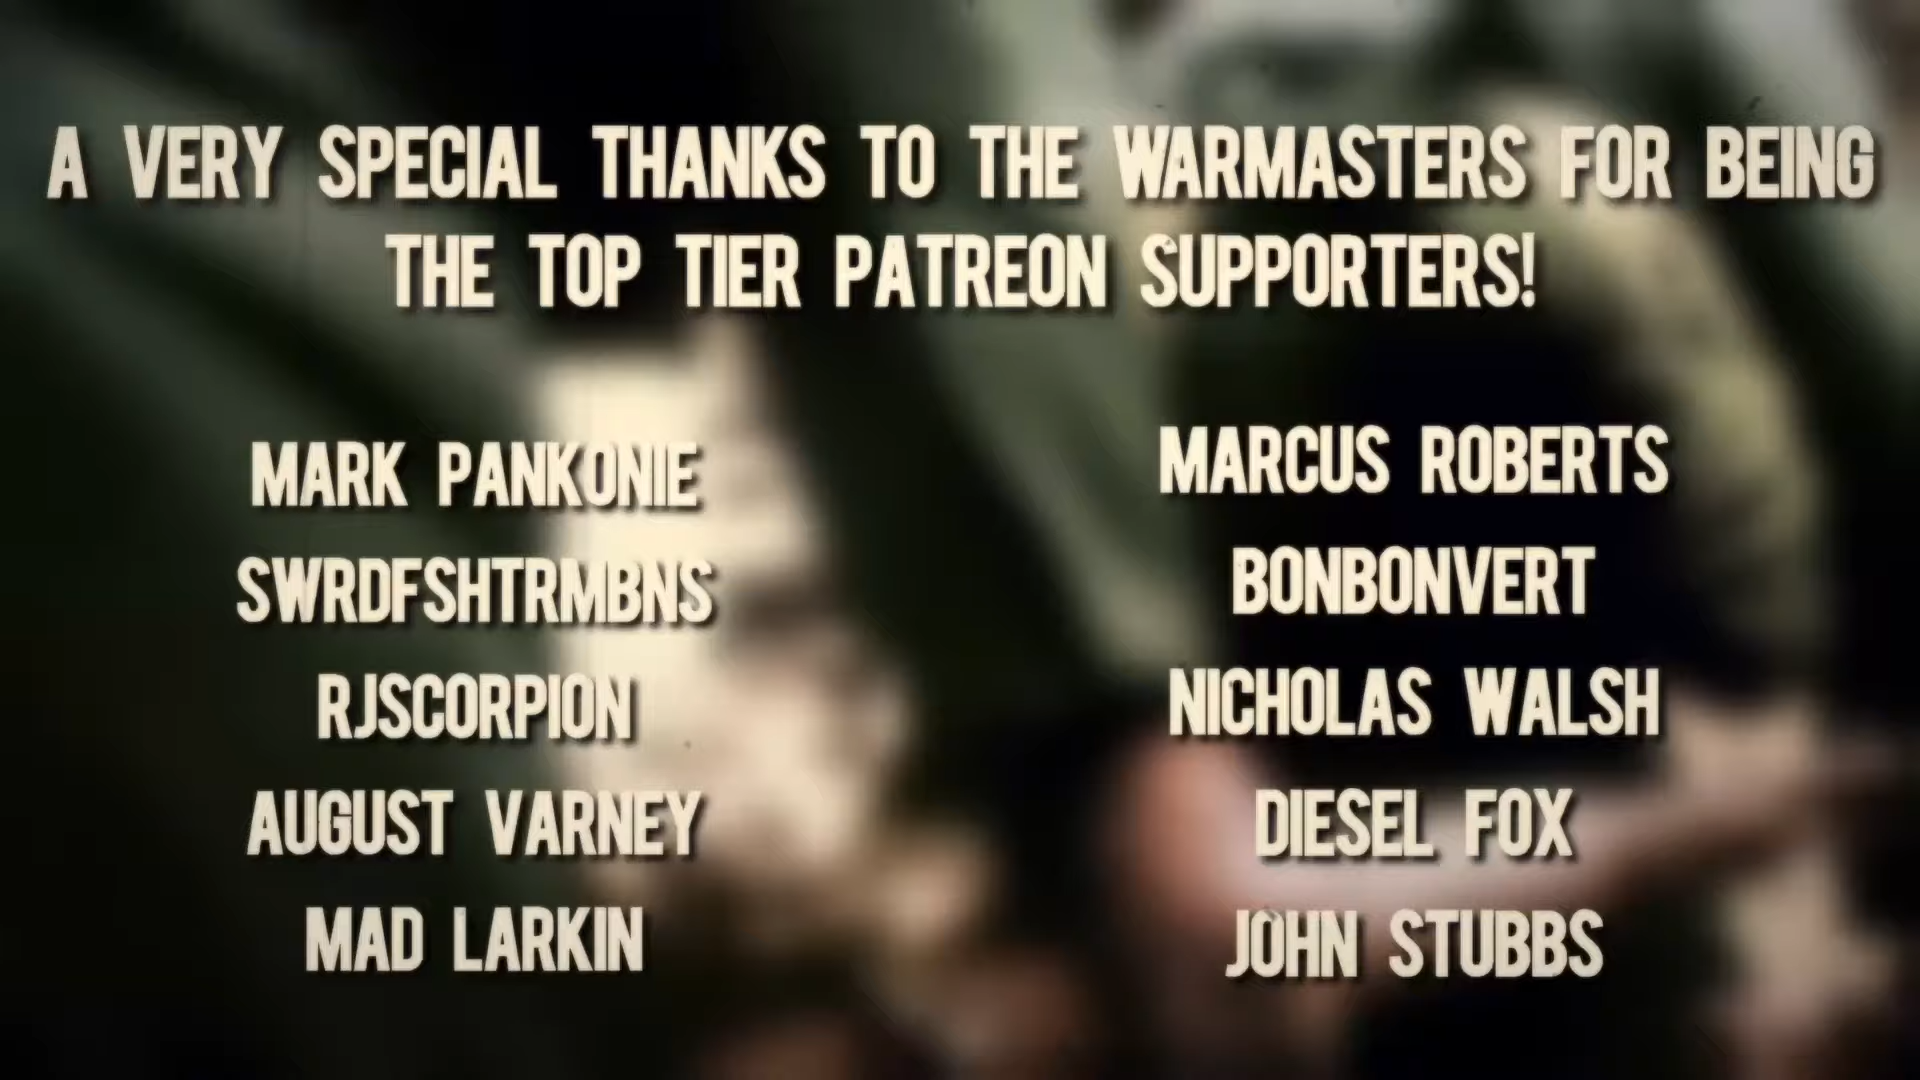 A VERY SPECIAL THANKS TO THE WARMASTERS FOR BEING
THE TOP TIER PATREON SUPPORTERS!
MARK PANKONIE
SWRDFSHTRMBNS
RJSCORPION
AUGUST VARNEY
MAD LARKIN
MARCUS ROBERTS
BONBONVERT
NICHOLAS WALSH
DIESEL FOX
JOHN STUBBS